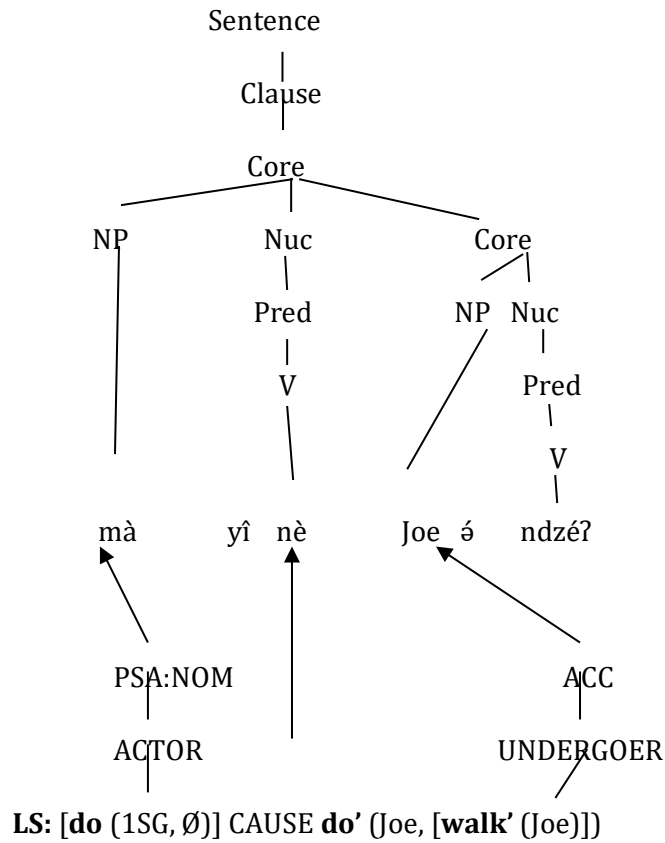 Sentence
Clause
Core
NP Nuc Core
Pred NP Nuc
V Pred
V
mà yî nè Joe ə́ ndzéʔ
PSA:NOM ACC
ACTOR UNDERGOER
LS: [do (1SG, Ø)] CAUSE do’ (Joe, [walk’ (Joe)])